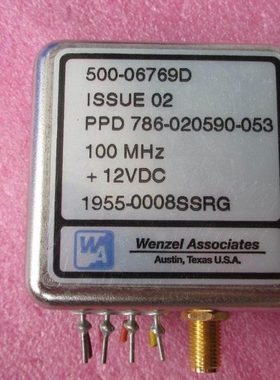 500-06769D
ISSUE 02
PPD 786-020590-053
100 MHz
+ 12VDC
1955-0008SSRG
WA
Wenzel Associates
Austin, Texas U.S.A.